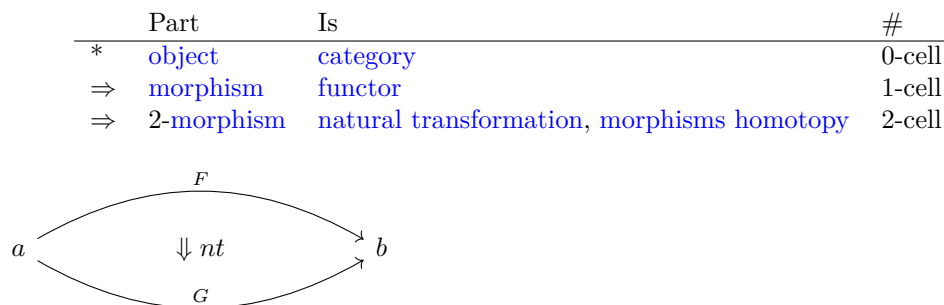 Part Is #
* object category 0-cell
⇒ morphism functor 1-cell
⇒ 2-morphism natural transformation, morphisms homotopy 2-cell
F
a ⇓ nt b
G